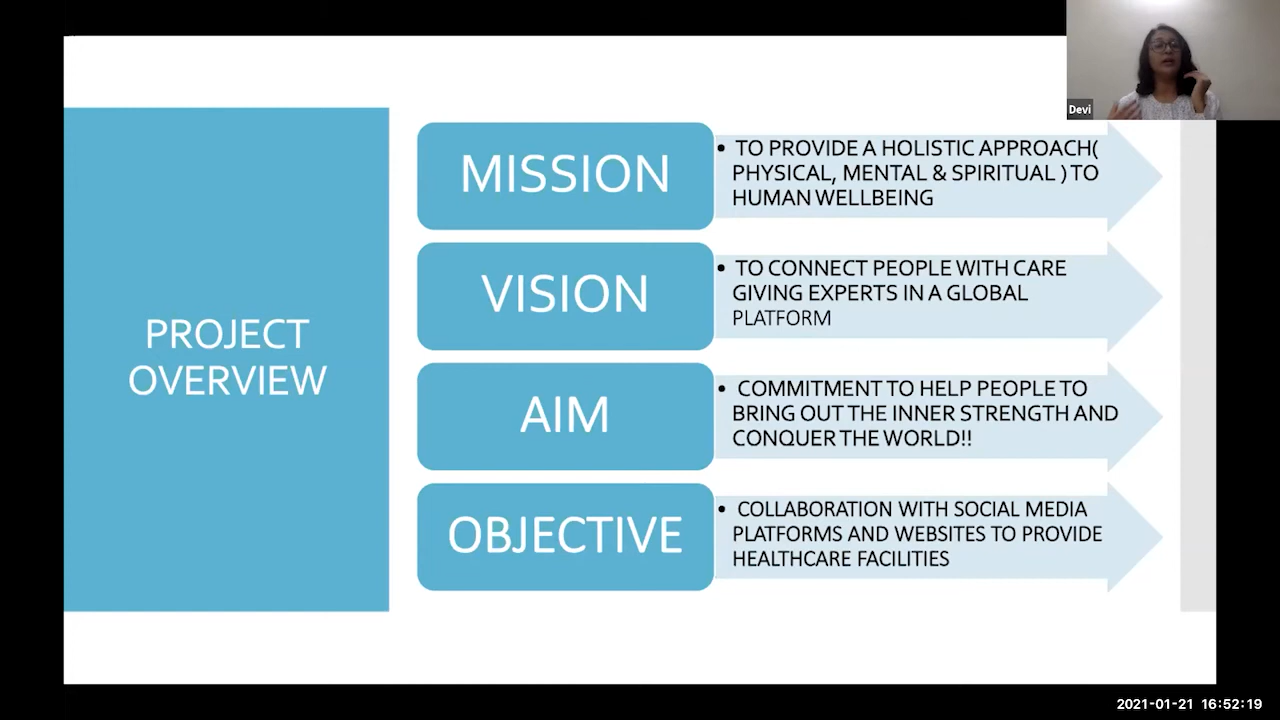 Devi
PROJECT
OVERVIEW
MISSION
• TO PROVIDE A HOLISTIC APPROACH(
PHYSICAL, MENTAL & SPIRITUAL ) TO
HUMAN WELLBEING
VISION
• TO CONNECT PEOPLE WITH CARE
GIVING EXPERTS IN A GLOBAL
PLATFORM
AIM
• COMMITMENT TO HELP PEOPLE TO
BRING OUT THE INNER STRENGTH AND
CONQUER THE WORLD!!
OBJECTIVE
• COLLABORATION WITH SOCIAL MEDIA
PLATFORMS AND WEBSITES TO PROVIDE
HEALTHCARE FACILITIES
2021-01-21 16:52:19